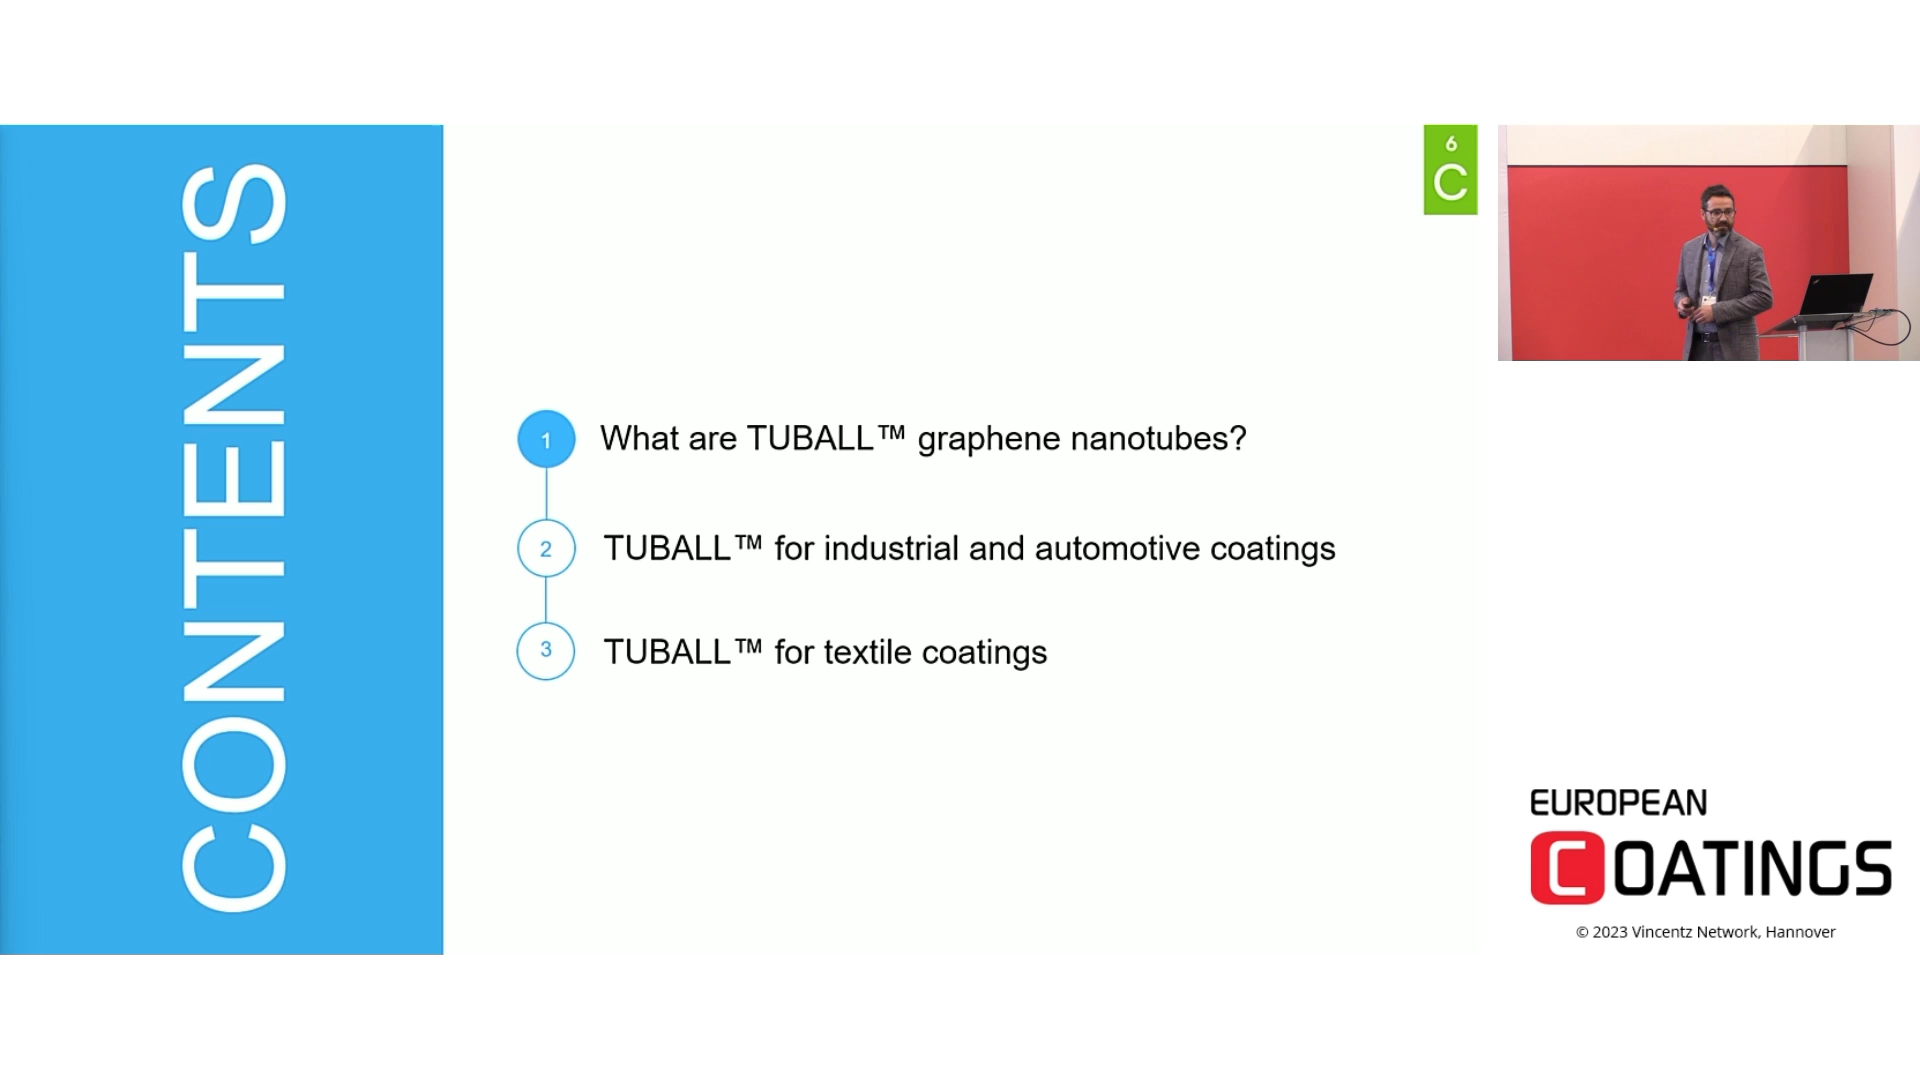 CONTENTS
6
C
1 What are TUBALL™ graphene nanotubes?
2 TUBALL™ for industrial and automotive coatings
3 TUBALL™ for textile coatings
EUROPEAN
COATINGS
© 2023 Vincentz Network, Hannover